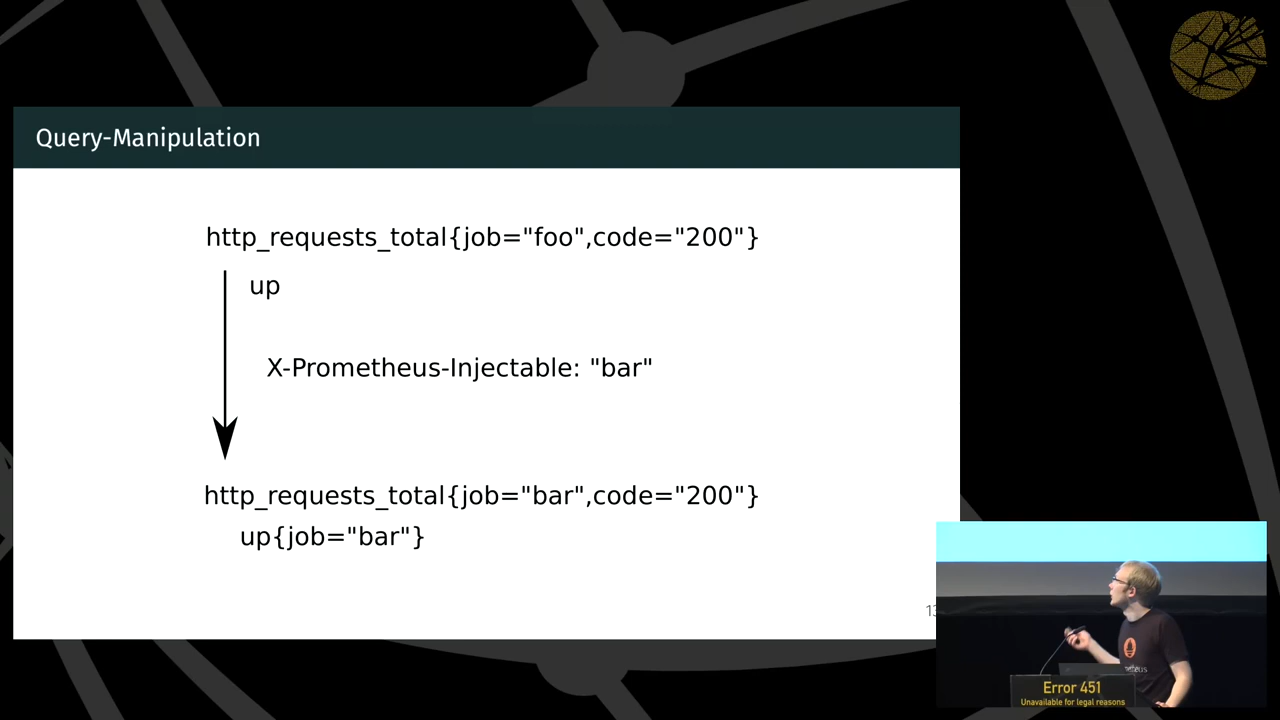 Query-Manipulation
http_requests_total{job="foo",code="200"}
up
X-Prometheus-Injectable: "bar"
http_requests_total{job="bar",code="200"}
up{job="bar"}
Error 451
Unavailable for legal reasons